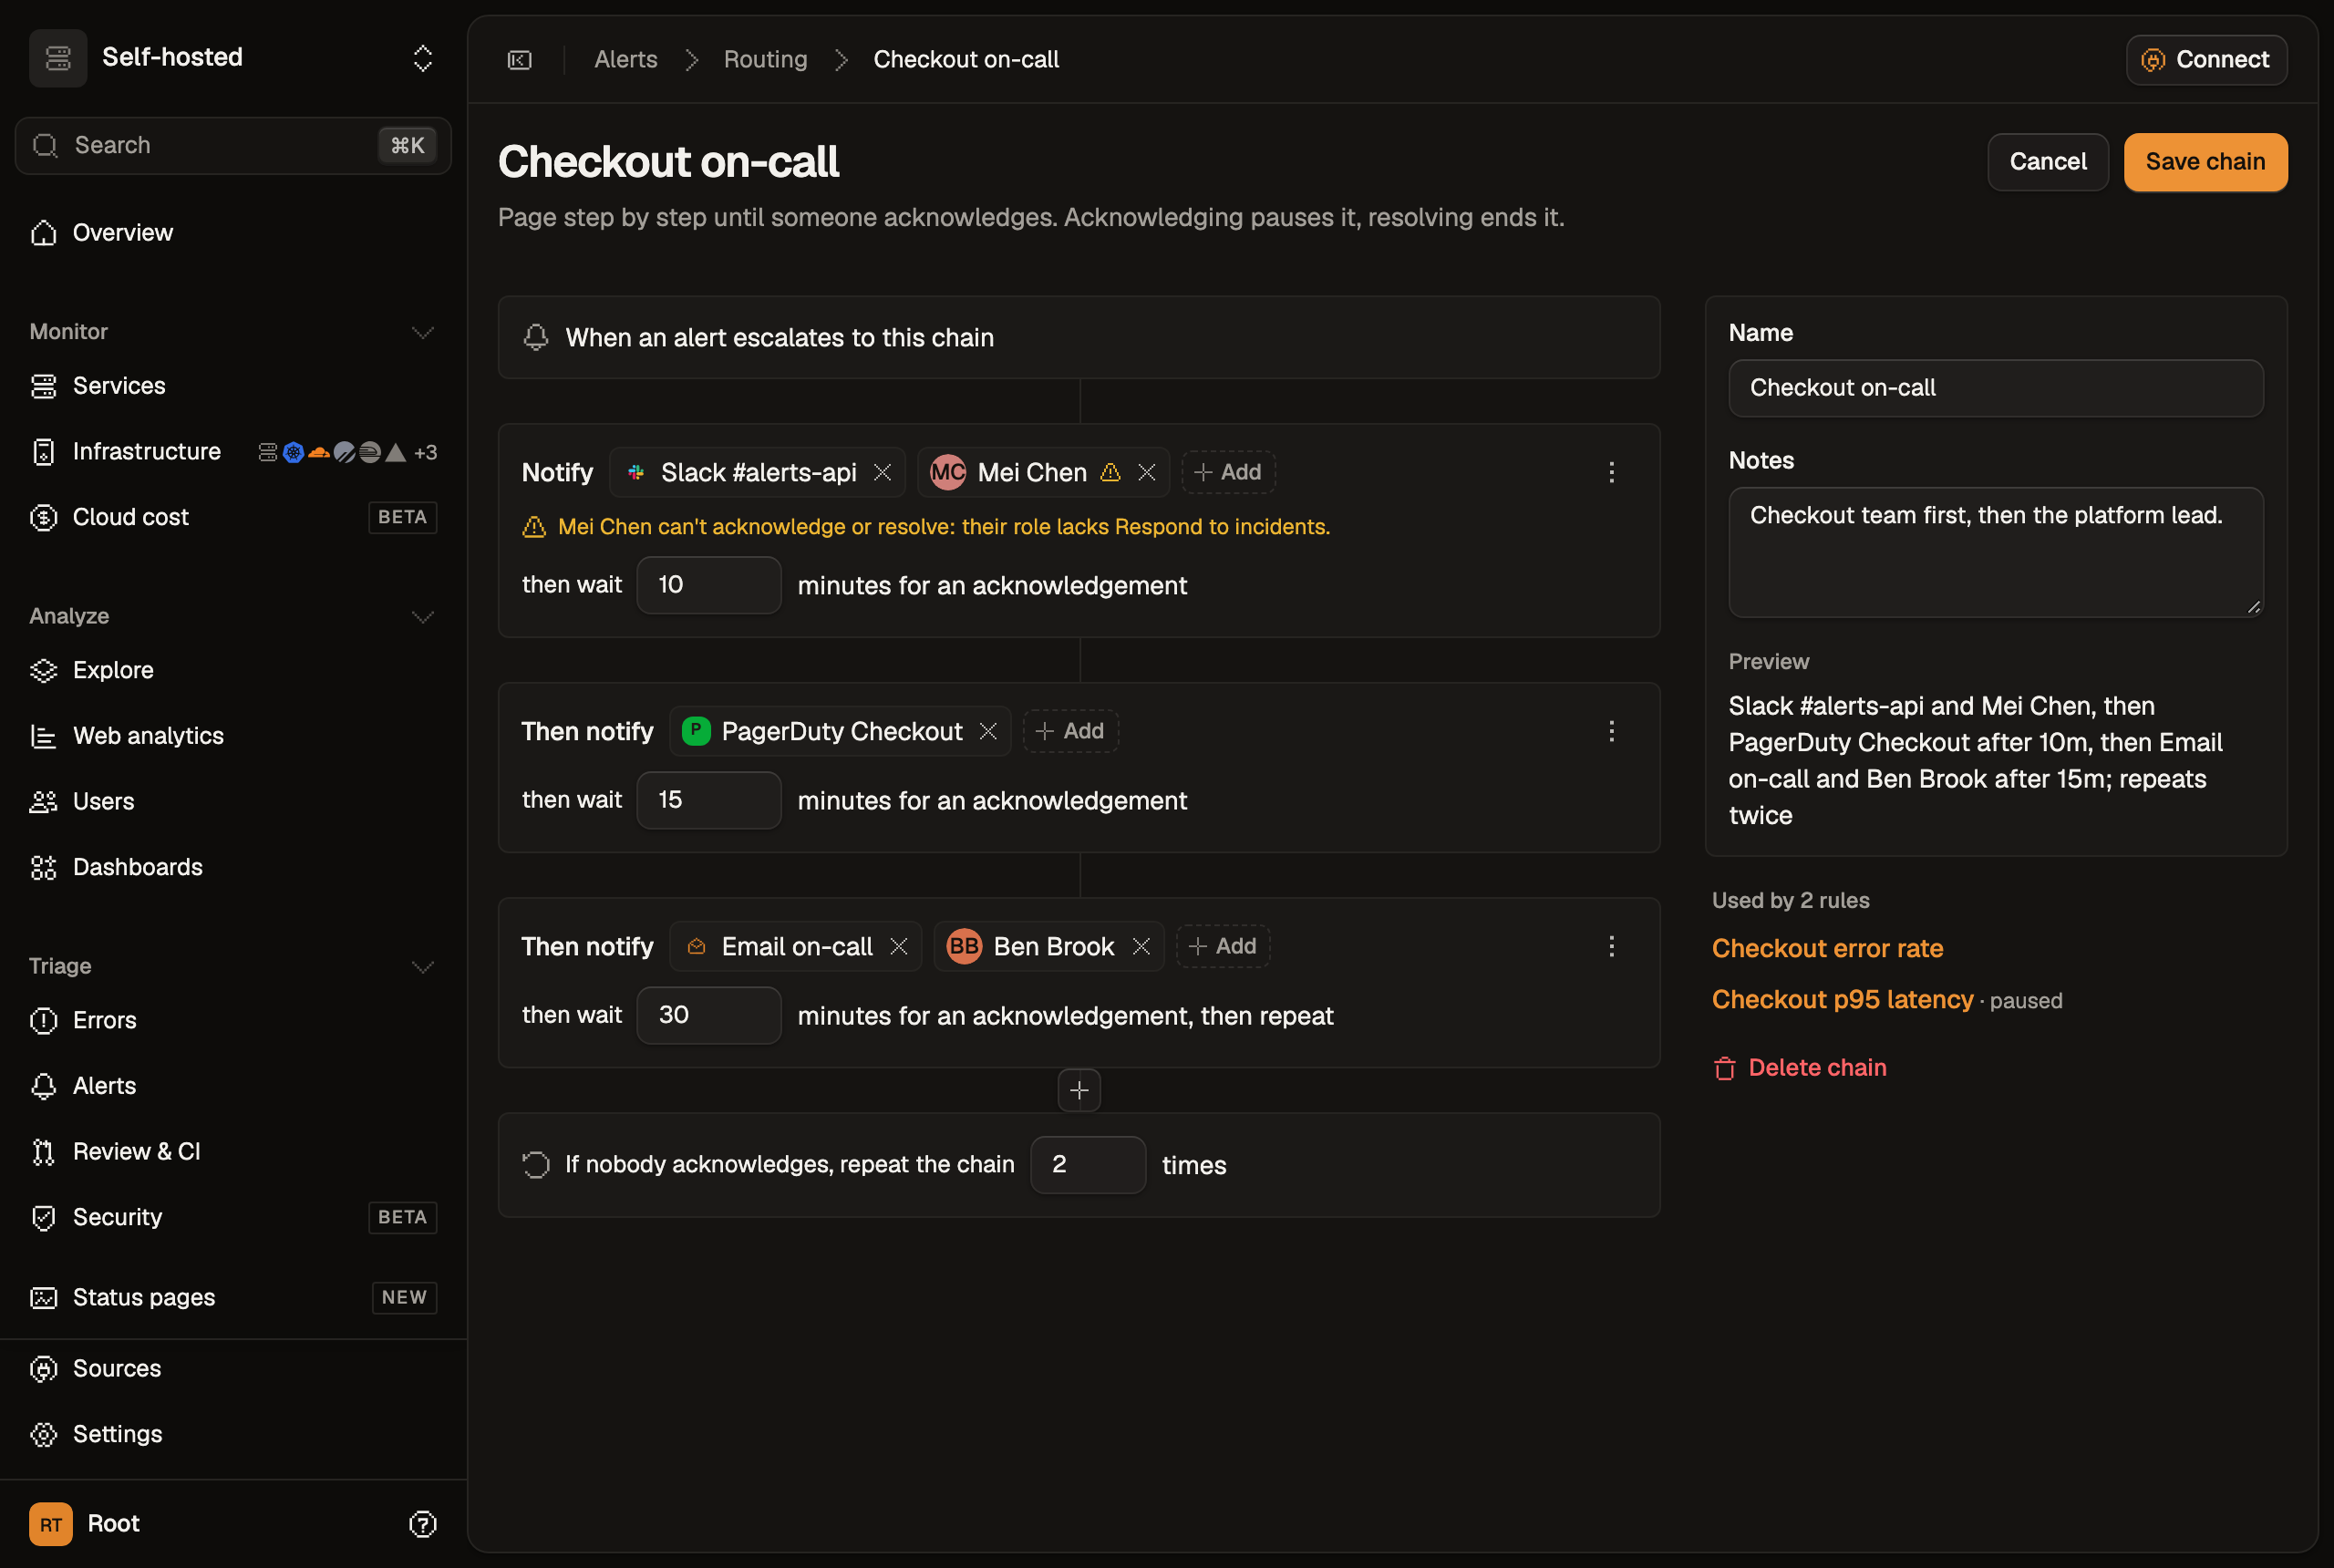 Self-hosted
Search ⌘K
Overview
Monitor
Services
Infrastructure +3
Cloud cost BETA
Analyze
Explore
Web analytics
Users
Dashboards
Triage
Errors
Alerts
Review & CI
Security BETA
Status pages NEW
Sources
Settings
RT Root
Alerts Routing Checkout on-call
Connect
Checkout on-call
Cancel Save chain
Page step by step until someone acknowledges. Acknowledging pauses it, resolving ends it.
When an alert escalates to this chain
Notify Slack #alerts-api MC Mei Chen Add
Mei Chen can't acknowledge or resolve: their role lacks Respond to incidents.
then wait 10 minutes for an acknowledgement
Then notify P PagerDuty Checkout Add
then wait 15 minutes for an acknowledgement
Then notify Email on-call BB Ben Brook Add
then wait 30 minutes for an acknowledgement, then repeat
If nobody acknowledges, repeat the chain 2 times
Name
Checkout on-call
Notes
Checkout team first, then the platform lead.
Preview
Slack #alerts-api and Mei Chen, then
PagerDuty Checkout after 10m, then Email
on-call and Ben Brook after 15m; repeats
twice
Used by 2 rules
Checkout error rate
Checkout p95 latency · paused
Delete chain